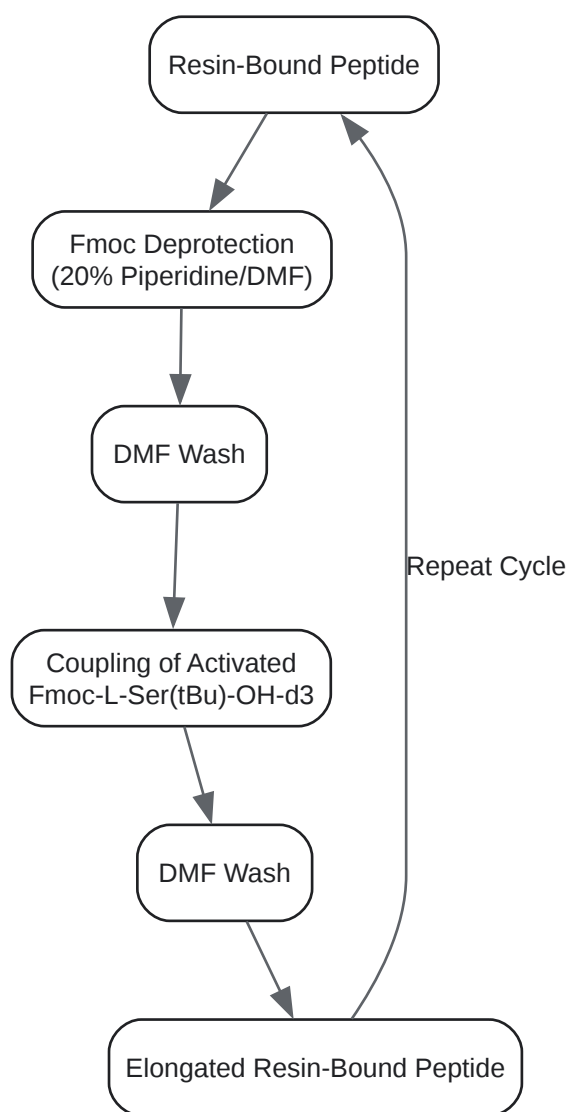 Resin-Bound Peptide
Fmoc Deprotection
(20% Piperidine/DMF)
DMF Wash
Repeat Cycle
Coupling of Activated
Fmoc-L-Ser(tBu)-OH-d3
DMF Wash
Elongated Resin-Bound Peptide